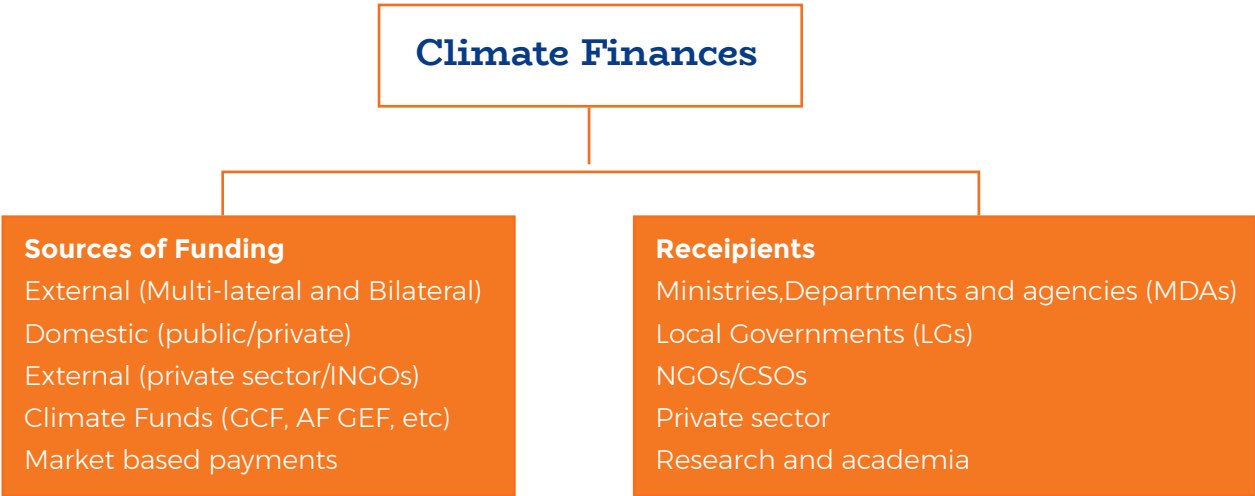 Climate Finances
Sources of Funding
External (Multi-lateral and Bilateral)
Domestic (public/private)
External (private sector/INGOs)
Climate Funds (GCF, AF GEF, etc)
Market based payments
Receipients
Ministries,Departments and agencies (MDAs)
Local Governments (LGs)
NGOs/CSOs
Private sector
Research and academia